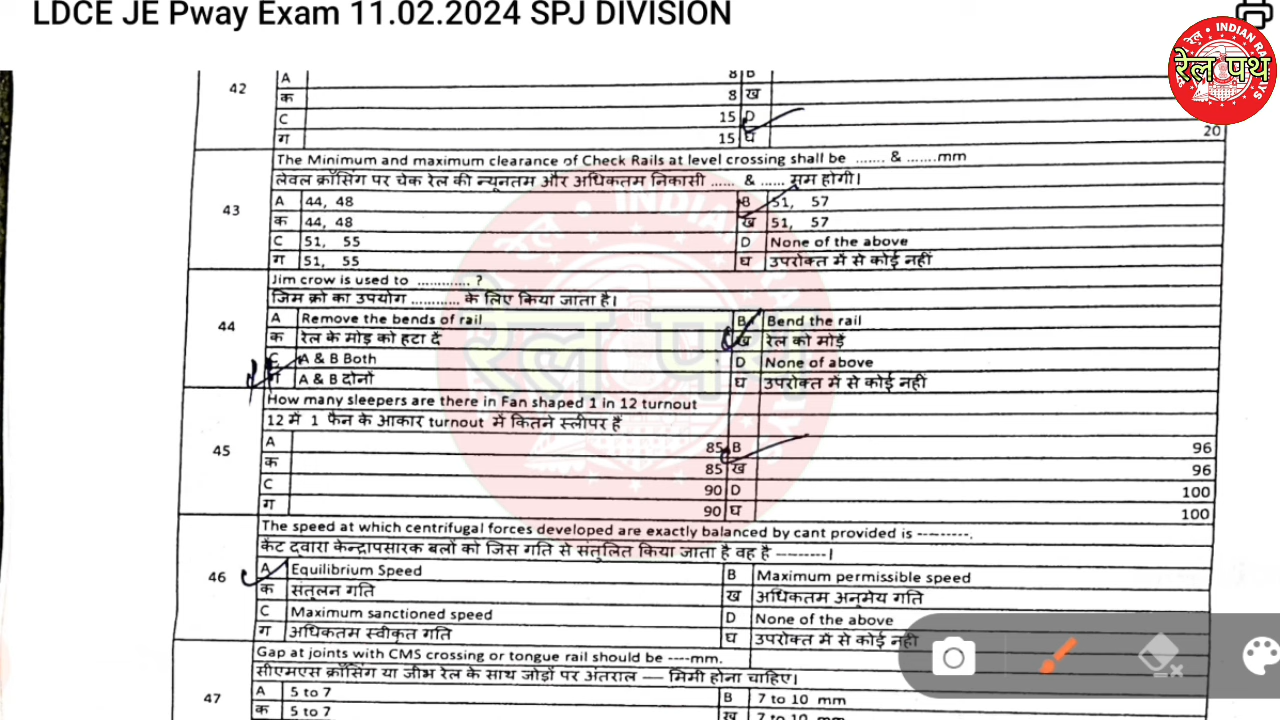 LDCE JE Pway Exam 11.02.2024 SPJ DIVISION
रेल • INDIAN RA
रेल पथ
YS
42
A 8 B
क 8 ख
C 15 D
ग 15 घ 20
43
The Minimum and maximum clearance of Check Rails at level crossing shall be ....... & .......mm
लेवल क्रॉसिंग पर चेक रेल की न्यूनतम और अधिकतम निकासी ...... & ...... मम होगी।
A 44, 48 B 51, 57
क 44, 48 ख 51, 57
C 51, 55 D None of the above
ग 51, 55 घ उपरोक्त में से कोई नहीं
44
Jim crow is used to ............. ?
जिम क्रो का उपयोग ............ के लिए किया जाता है।
A Remove the bends of rail B Bend the rail
क रेल के मोड़ को हटा दें ख रेल को मोड़ें
C A & B Both D None of above
ग A & B दोनों घ उपरोक्त में से कोई नहीं
45
How many sleepers are there in Fan shaped 1 in 12 turnout
12 में 1 फैन के आकार turnout में कितने स्लीपर हैं
A 85 B 96
क 85 ख 96
C 90 D 100
ग 90 घ 100
46
The speed at which centrifugal forces developed are exactly balanced by cant provided is ---------.
केंट द्वारा केन्द्रापसारक बलों को जिस गति से संतुलित किया जाता है वह है ---------।
A Equilibrium Speed B Maximum permissible speed
क संतुलन गति ख अधिकतम अनुमेय गति
C Maximum sanctioned speed D None of the above
ग अधिकतम स्वीकृत गति घ उपरोक्त में से कोई नही
47
Gap at joints with CMS crossing or tongue rail should be ----mm.
सीएमएस क्रॉसिंग या जीभ रेल के साथ जोड़ों पर अंतराल — मिमी होना चाहिए।
A 5 to 7 B 7 to 10 mm
क 5 to 7 ख 7 to 10 mm